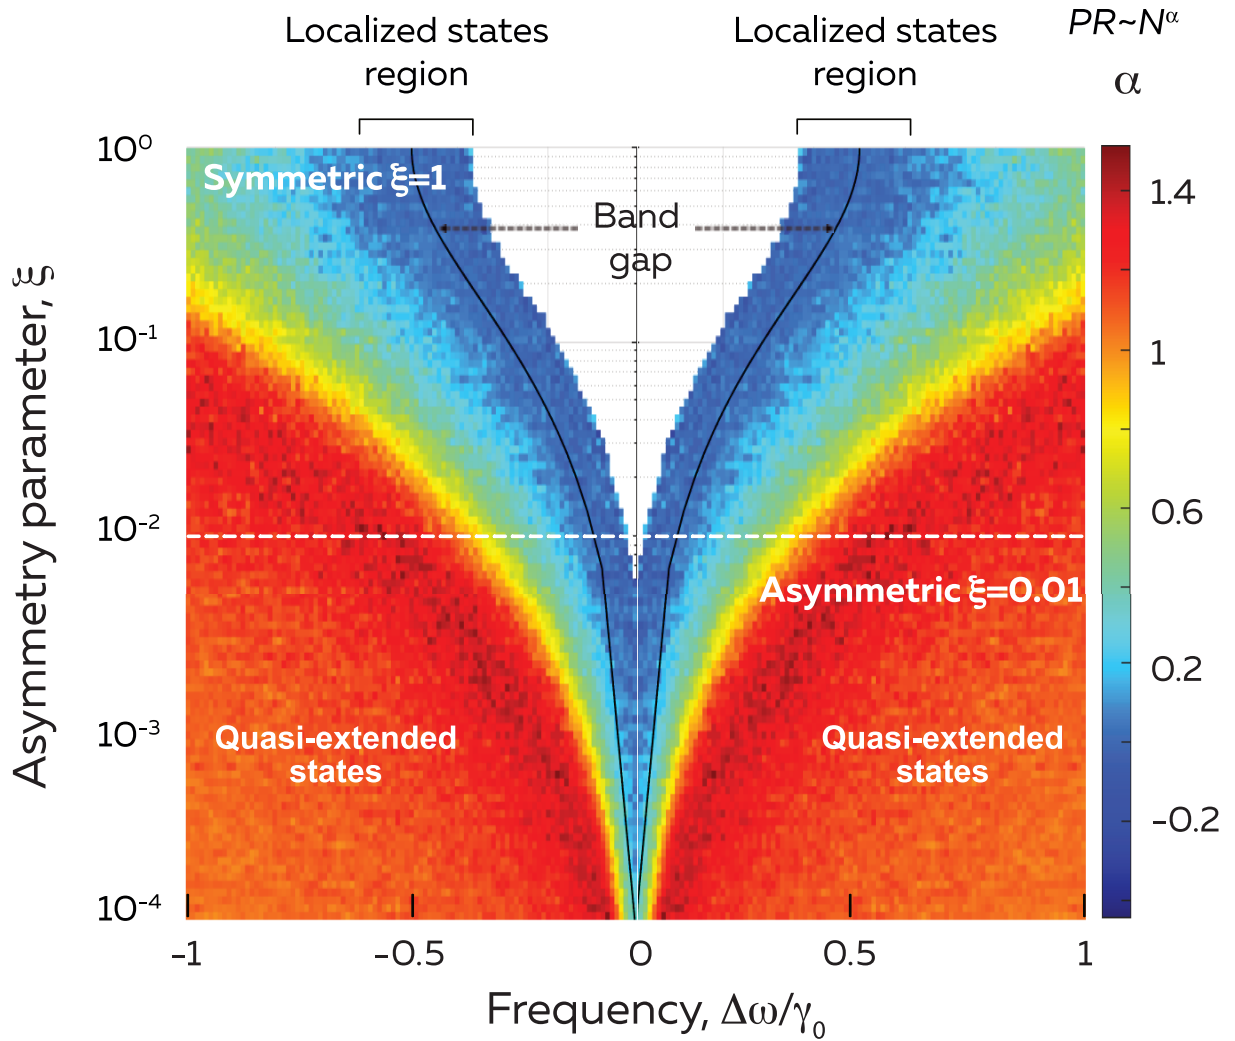 Localized states
region
Localized states
region
PR~N^α
α
Symmetric ξ=1
Band
gap
Asymmetric ξ=0.01
Quasi-extended
states
Quasi-extended
states
Asymmetry parameter, ξ
10^0
10^-1
10^-2
10^-3
10^-4
-1
-0.5
0
0.5
1
Frequency, Δω/γ_0
1.4
1
0.6
0.2
-0.2